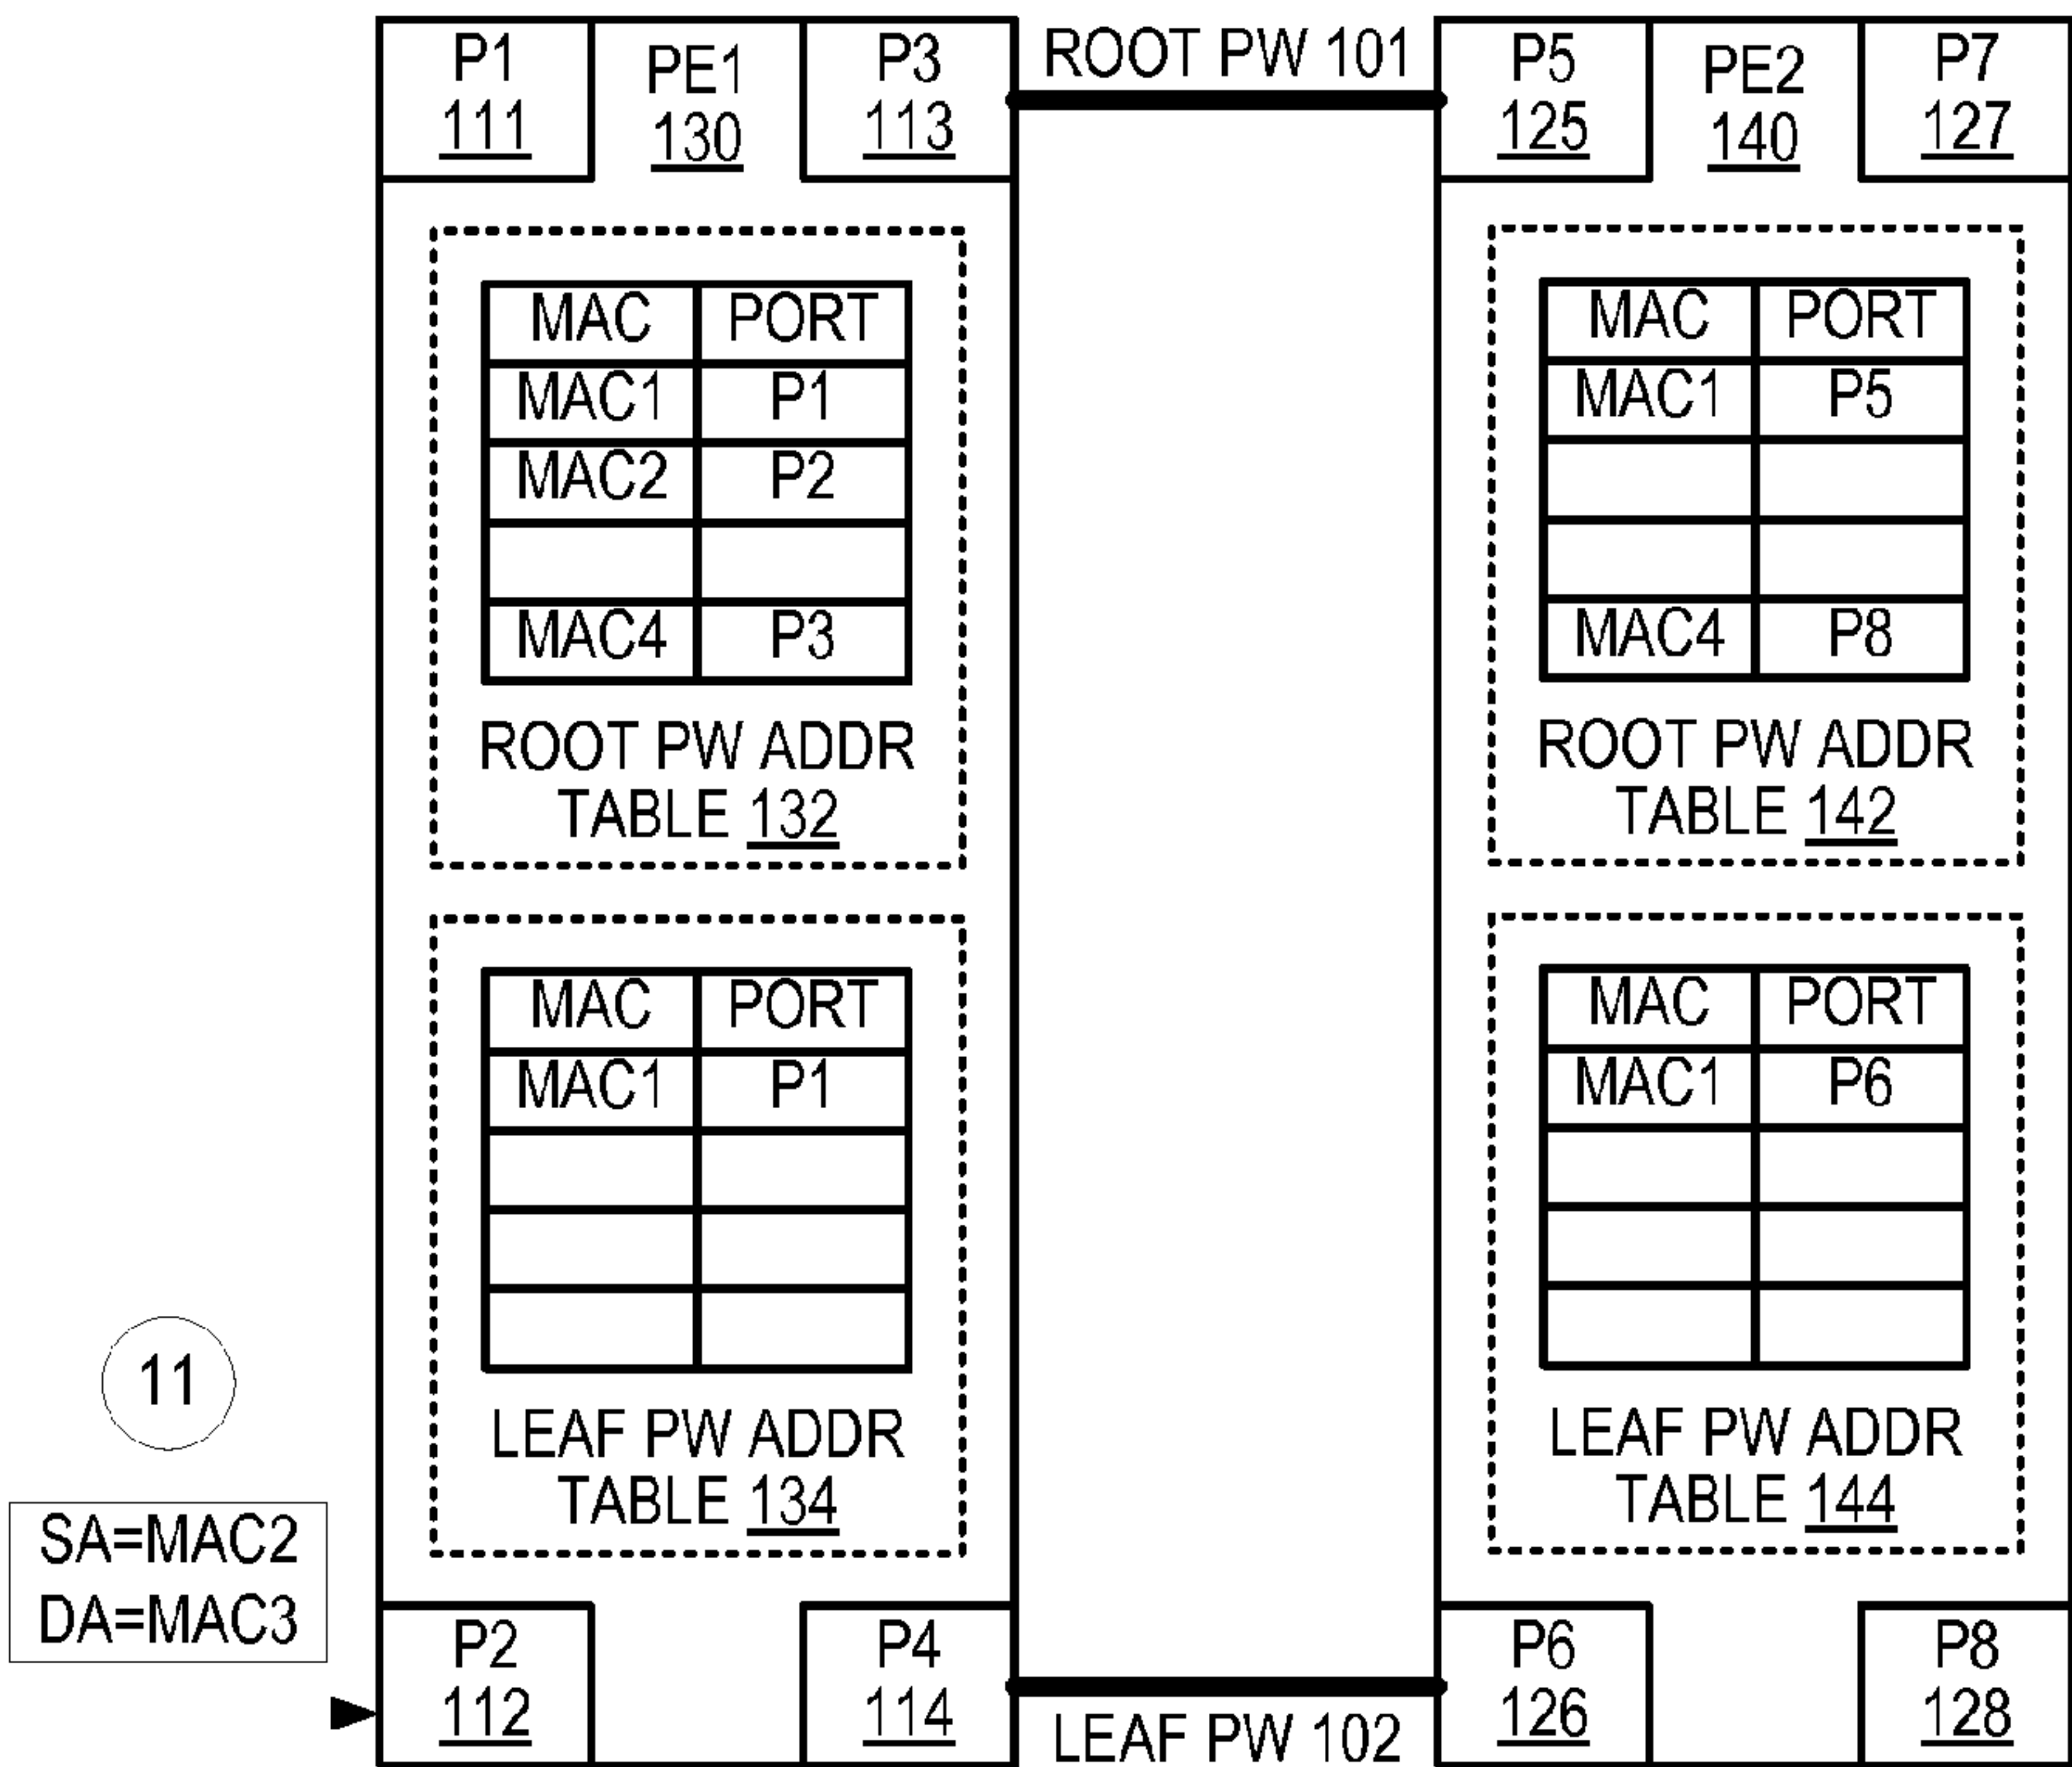 P1
111
PE1
130
P3
113
ROOT PW 101
P5
125
PE2
140
P7
127
MAC PORT
MAC1 P1
MAC2 P2
MAC4 P3
ROOT PW ADDR
TABLE 132
MAC PORT
MAC1 P5
MAC4 P8
ROOT PW ADDR
TABLE 142
MAC PORT
MAC1 P1
LEAF PW ADDR
TABLE 134
MAC PORT
MAC1 P6
LEAF PW ADDR
TABLE 144
11
SA=MAC2
DA=MAC3
P2
112
P4
114
LEAF PW 102
P6
126
P8
128